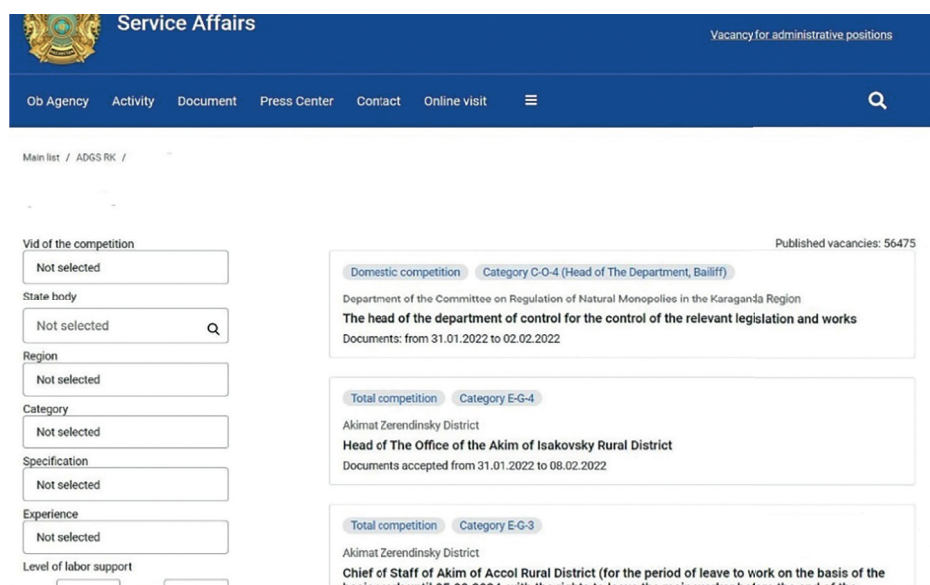 Service Affairs
Vacancy for administrative positions
Ob Agency Activity Document Press Center Contact Online visit
Main list / ADGS RK /
Published vacancies: 56475
Vid of the competition
Not selected
State body
Not selected
Region
Not selected
Category
Not selected
Specification
Not selected
Experience
Not selected
Level of labor support
Domestic competition Category C-O-4 (Head of The Department, Bailiff)
Department of the Committee on Regulation of Natural Monopolies in the Karaganda Region
The head of the department of control for the control of the relevant legislation and works
Documents: from 31.01.2022 to 02.02.2022
Total competition Category E-G-4
Akimat Zerendinsky District
Head of The Office of the Akim of Isakovsky Rural District
Documents accepted from 31.01.2022 to 08.02.2022
Total competition Category E-G-3
Akimat Zerendinsky District
Chief of Staff of Akim of Accol Rural District (for the period of leave to work on the basis of the